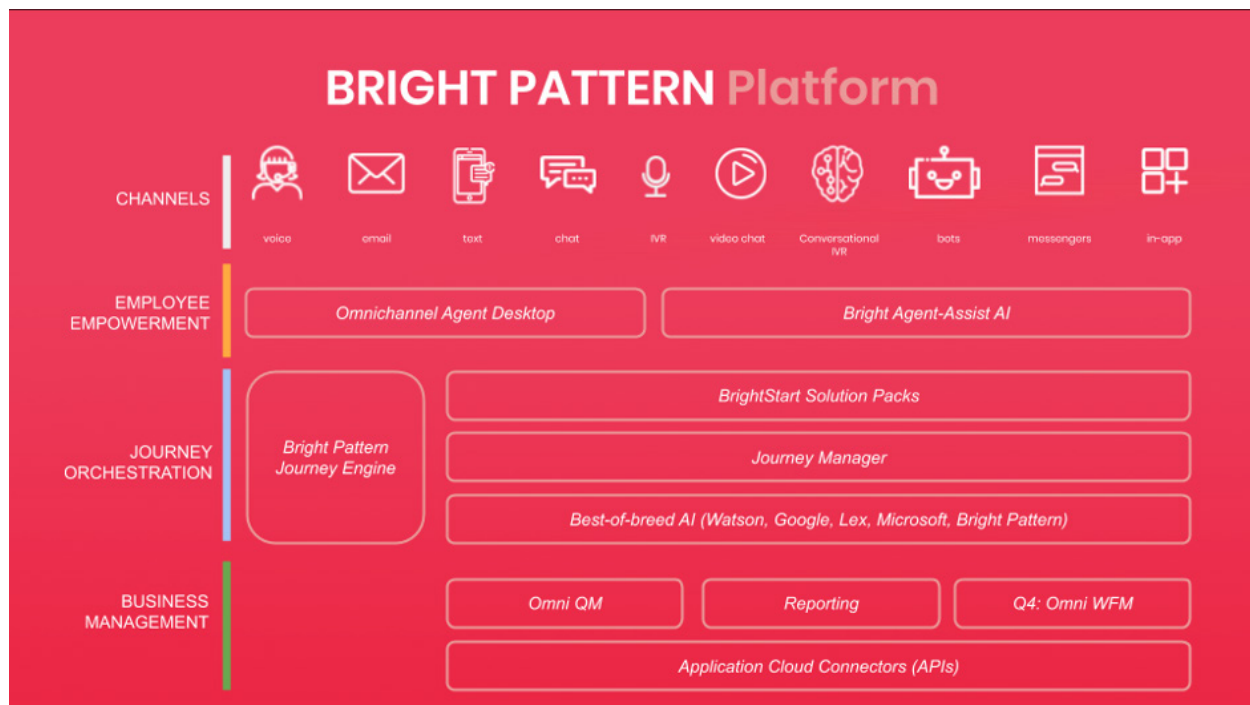 BRIGHT PATTERN Platform
CHANNELS
voice
email
text
chat
IVR
video chat
Conversational
IVR
bots
messengers
in-app
EMPLOYEE
EMPOWERMENT
Omnichannel Agent Desktop
Bright Agent-Assist AI
JOURNEY
ORCHESTRATION
Bright Pattern
Journey Engine
BrightStart Solution Packs
Journey Manager
Best-of-breed AI (Watson, Google, Lex, Microsoft, Bright Pattern)
BUSINESS
MANAGEMENT
Omni QM
Reporting
Q4: Omni WFM
Application Cloud Connectors (APIs)